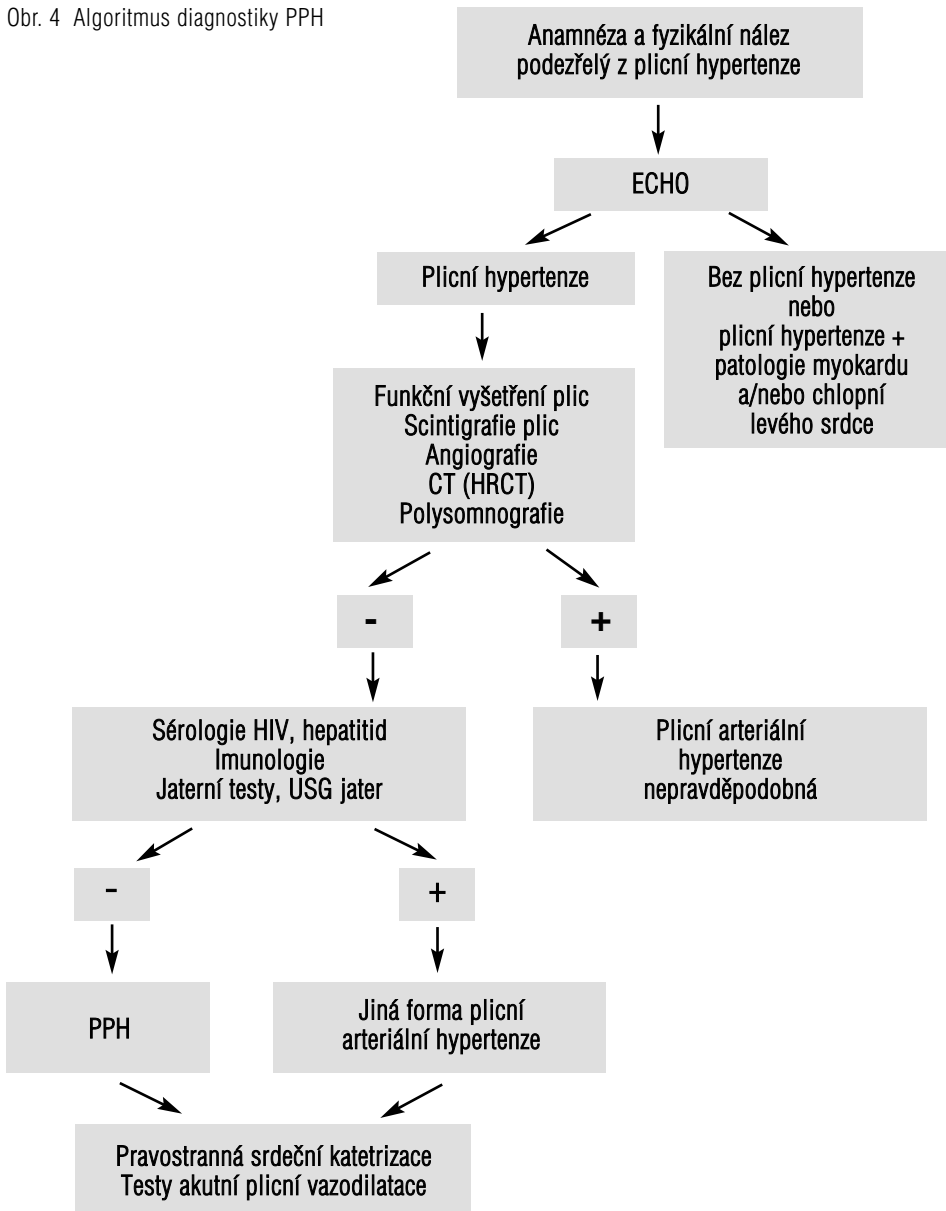 Obr. 4  Algoritmus diagnostiky PPH
Anamnéza a fyzikální nález
podezřelý z plicní hypertenze
ECHO
Plicní hypertenze
Bez plicní hypertenze
nebo
plicní hypertenze +
patologie myokardu
a/nebo chlopní
levého srdce
Funkční vyšetření plic
Scintigrafie plic
Angiografie
CT (HRCT)
Polysomnografie
-
+
Sérologie HIV, hepatitid
Imunologie
Jaterní testy, USG jater
Plicní arteriální
hypertenze
nepravděpodobná
-
+
PPH
Jiná forma plicní
arteriální hypertenze
Pravostranná srdeční katetrizace
Testy akutní plicní vazodilatace